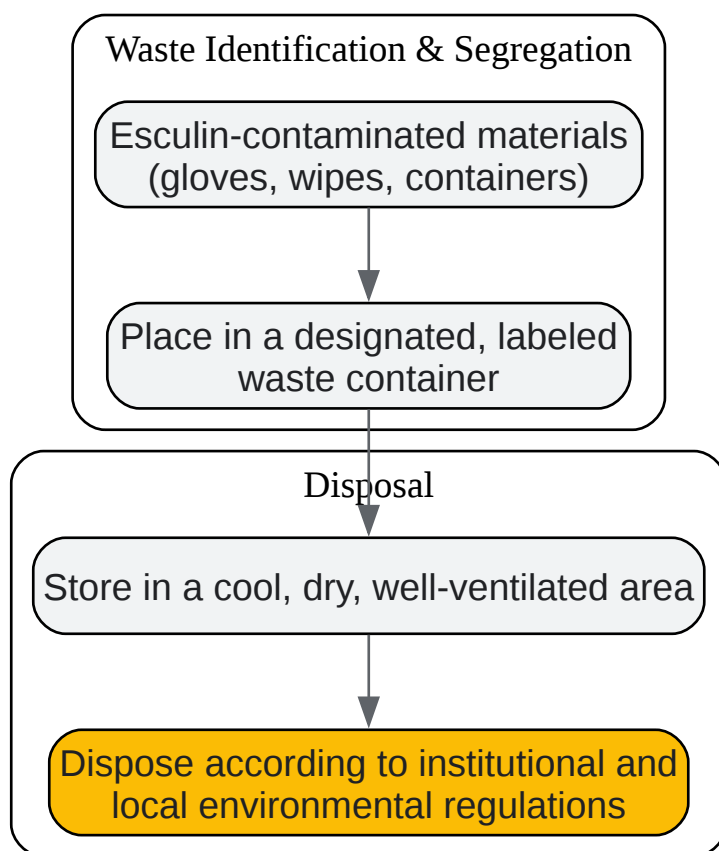 Waste Identification & Segregation
Esculin-contaminated materials
(gloves, wipes, containers)
Place in a designated, labeled
waste container
Disposal
Store in a cool, dry, well-ventilated area
Dispose according to institutional and
local environmental regulations